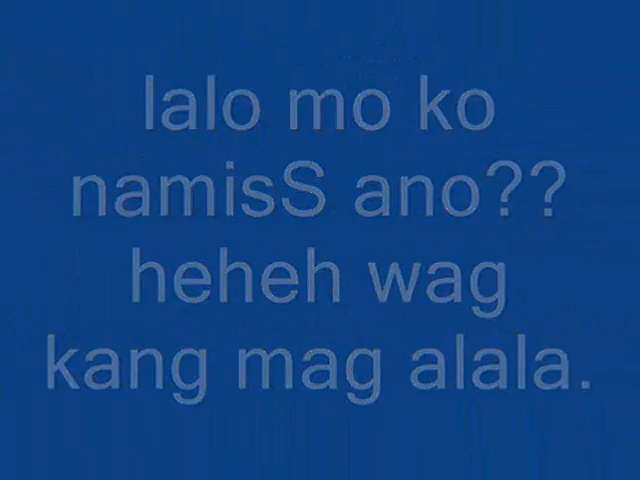 lalo mo ko
namisS ano??
heheh wag
kang mag alala.